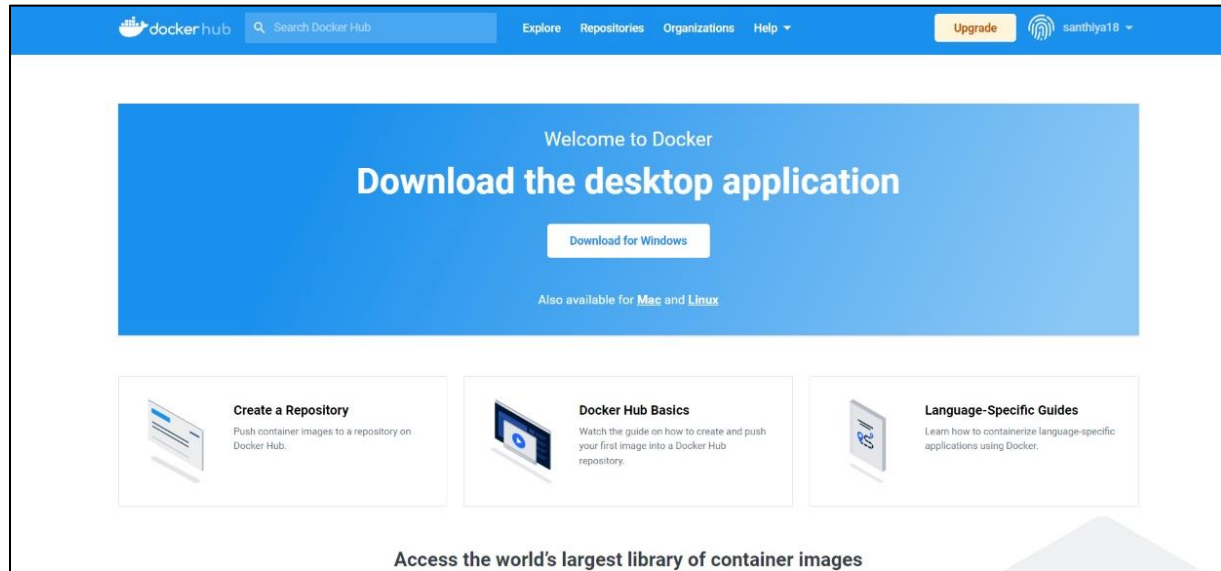 dockerhub
Search Docker Hub
Explore Repositories Organizations Help
Upgrade
santhiya18
Welcome to Docker
Download the desktop application
Download for Windows
Also available for Mac and Linux
Create a Repository
Push container images to a repository on
Docker Hub.
Docker Hub Basics
Watch the guide on how to create and push
your first image into a Docker Hub
repository.
Language-Specific Guides
Learn how to containerize language-specific
applications using Docker.
Access the world's largest library of container images